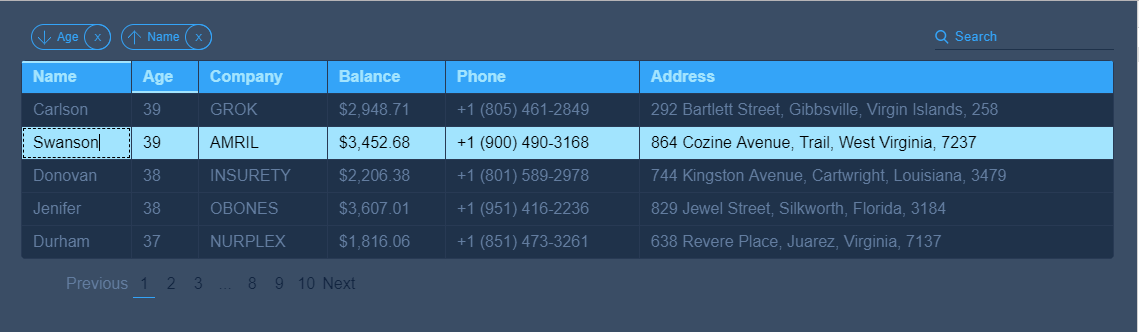 Age x Name x Search
Name Age Company Balance Phone Address
Carlson 39 GROK $2,948.71 +1 (805) 461-2849 292 Bartlett Street, Gibbsville, Virgin Islands, 258
Swanson 39 AMRIL $3,452.68 +1 (900) 490-3168 864 Cozine Avenue, Trail, West Virginia, 7237
Donovan 38 INSURETY $2,206.38 +1 (801) 589-2978 744 Kingston Avenue, Cartwright, Louisiana, 3479
Jenifer 38 OBONES $3,607.01 +1 (951) 416-2236 829 Jewel Street, Silkworth, Florida, 3184
Durham 37 NURPLEX $1,816.06 +1 (851) 473-3261 638 Revere Place, Juarez, Virginia, 7137
Previous 1 2 3 ... 8 9 10 Next